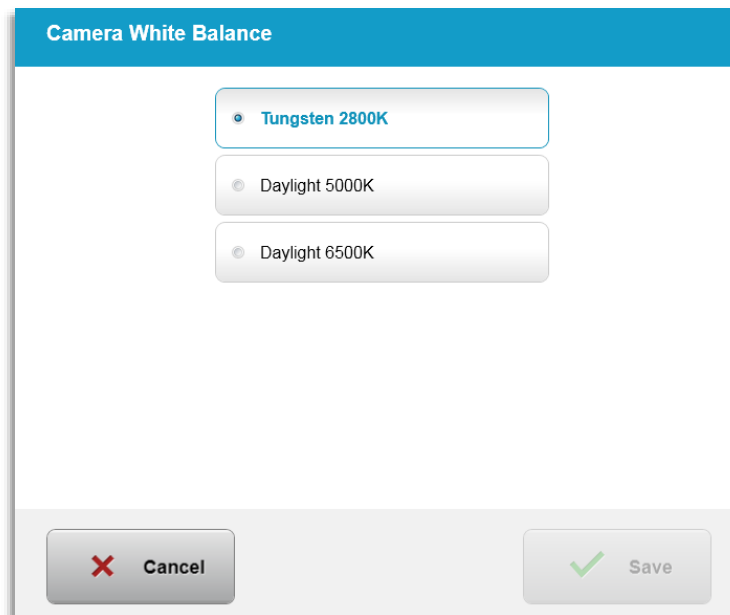 Camera White Balance
Tungsten 2800K
Daylight 5000K
Daylight 6500K
Cancel
Save